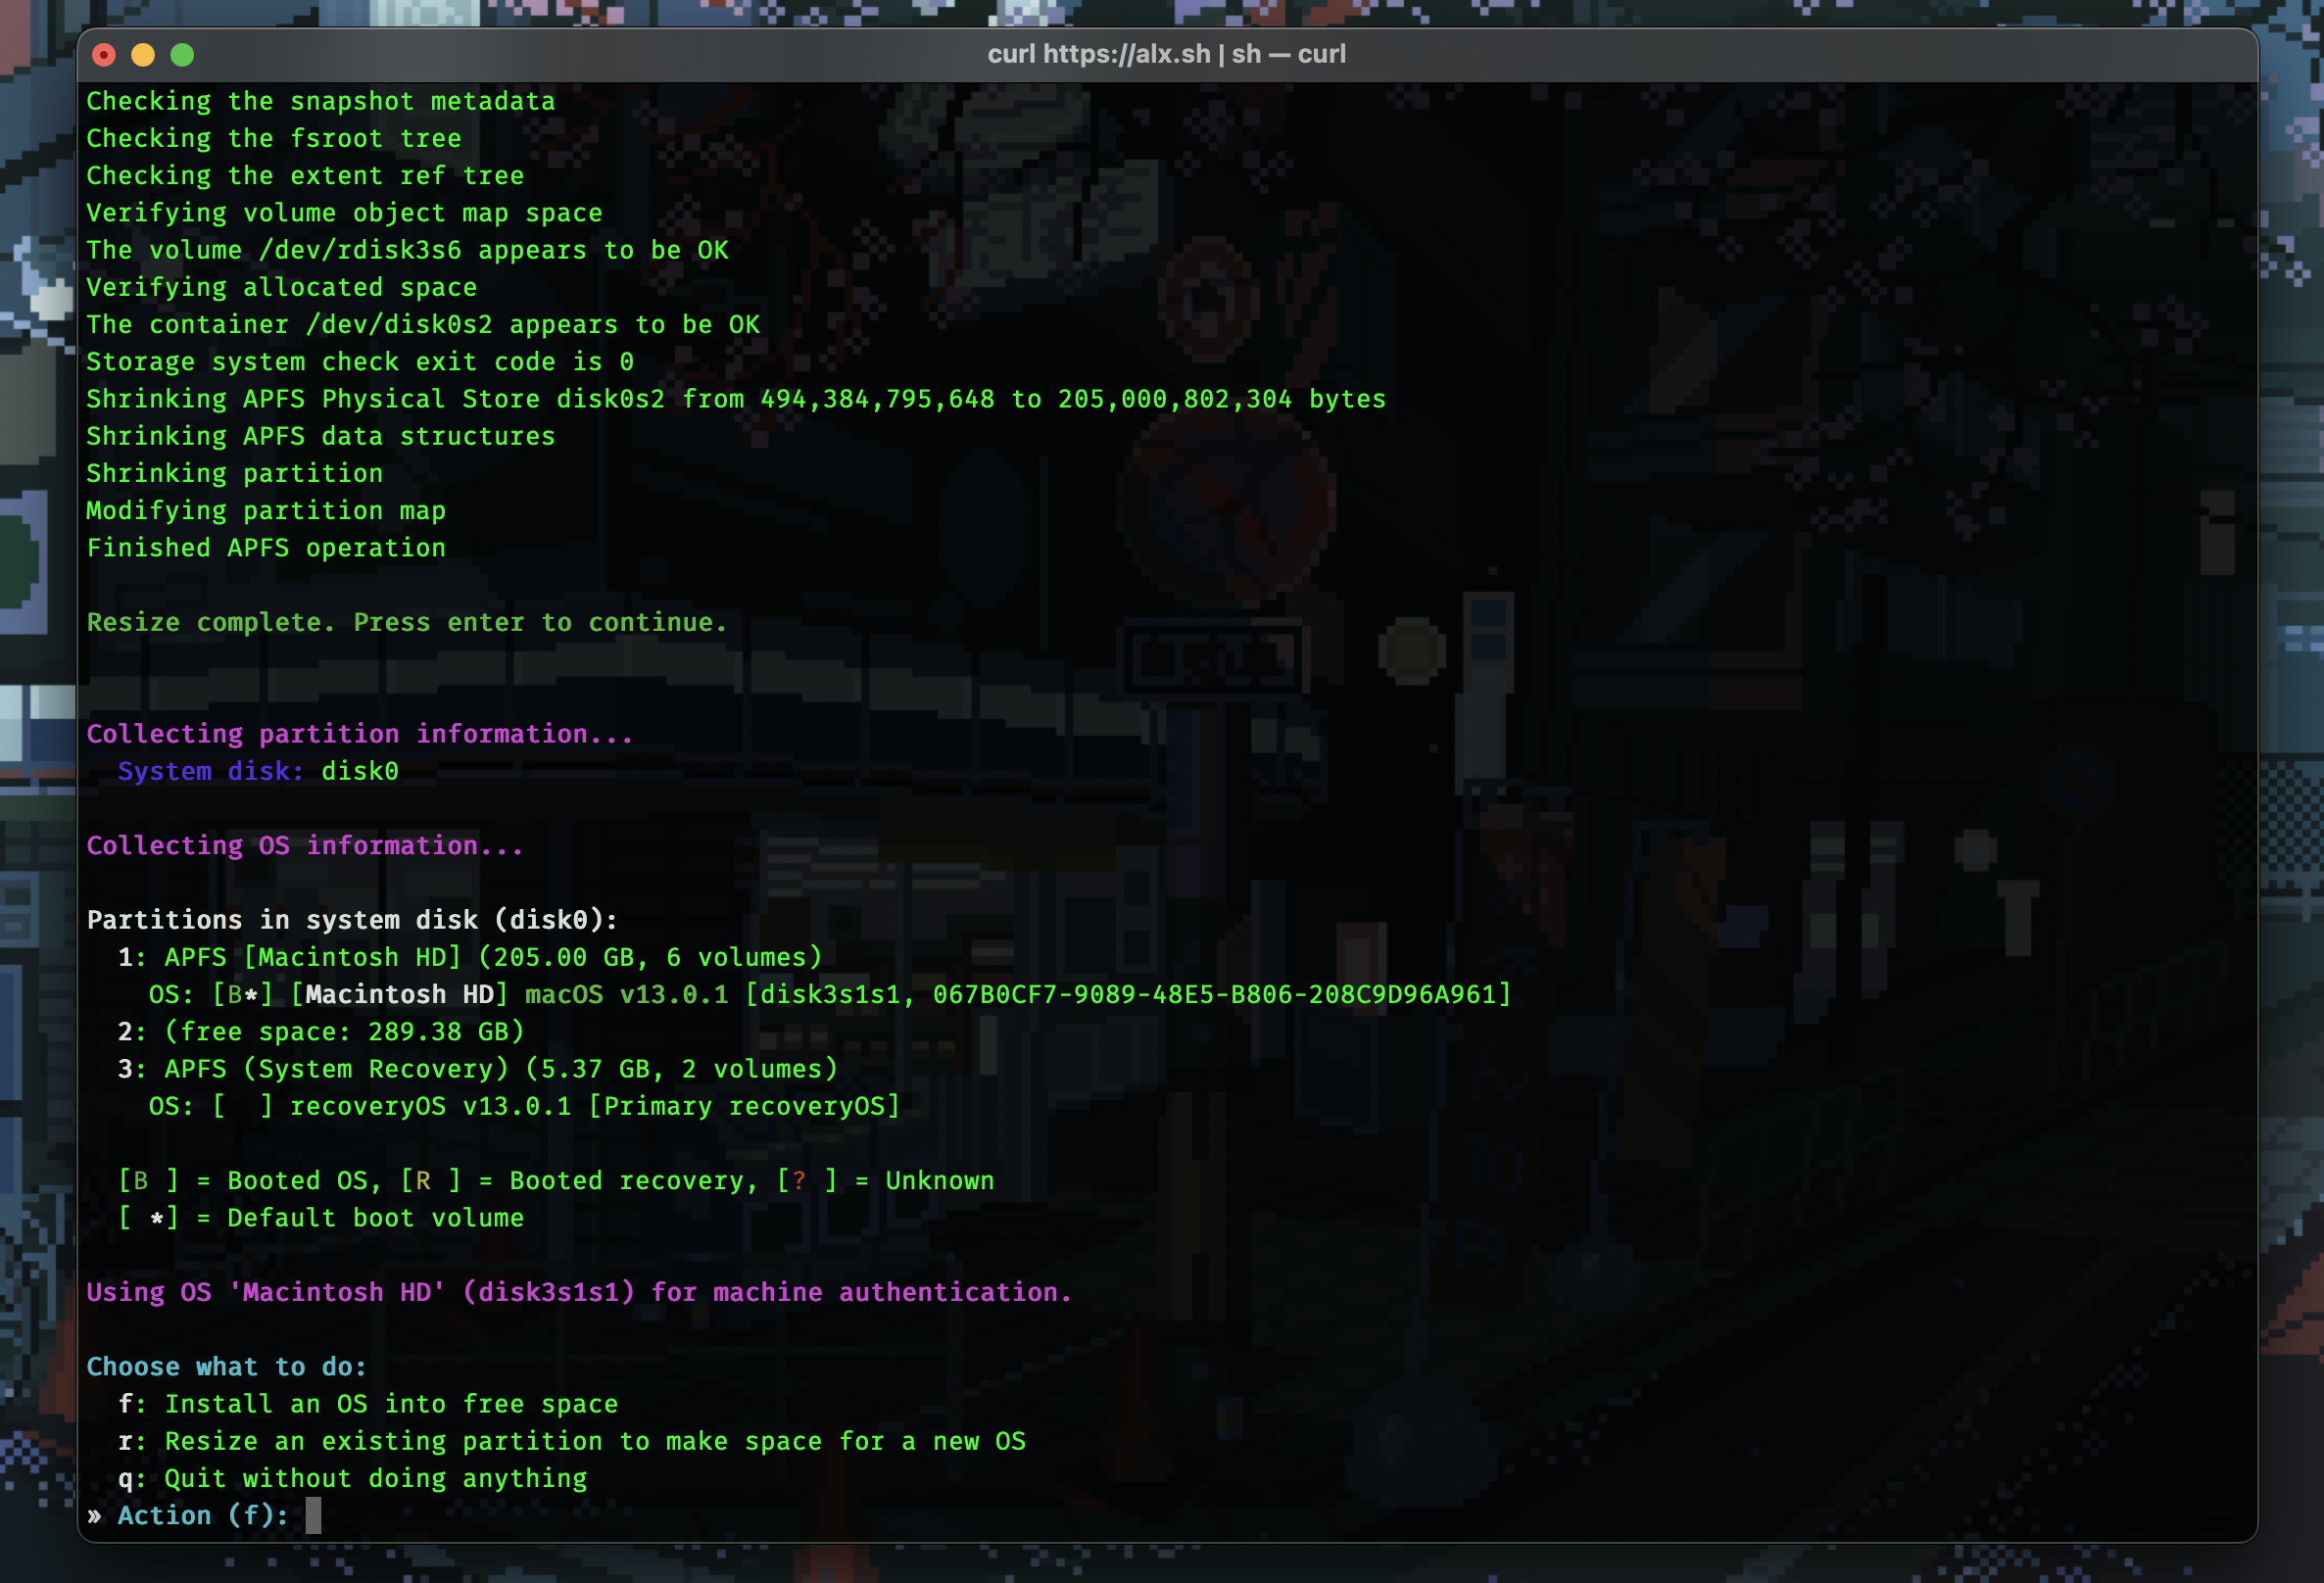 curl https://alx.sh | sh — curl
Checking the snapshot metadata
Checking the fsroot tree
Checking the extent ref tree
Verifying volume object map space
The volume /dev/rdisk3s6 appears to be OK
Verifying allocated space
The container /dev/disk0s2 appears to be OK
Storage system check exit code is 0
Shrinking APFS Physical Store disk0s2 from 494,384,795,648 to 205,000,802,304 bytes
Shrinking APFS data structures
Shrinking partition
Modifying partition map
Finished APFS operation
Resize complete. Press enter to continue.
Collecting partition information...
  System disk: disk0
Collecting OS information...
Partitions in system disk (disk0):
  1: APFS [Macintosh HD] (205.00 GB, 6 volumes)
    OS: [B*] [Macintosh HD] macOS v13.0.1 [disk3s1s1, 067B0CF7-9089-48E5-B806-208C9D96A961]
  2: (free space: 289.38 GB)
  3: APFS (System Recovery) (5.37 GB, 2 volumes)
    OS: [  ] recoveryOS v13.0.1 [Primary recoveryOS]
  [B ] = Booted OS, [R ] = Booted recovery, [? ] = Unknown
  [ *] = Default boot volume
Using OS 'Macintosh HD' (disk3s1s1) for machine authentication.
Choose what to do:
  f: Install an OS into free space
  r: Resize an existing partition to make space for a new OS
  q: Quit without doing anything
» Action (f):